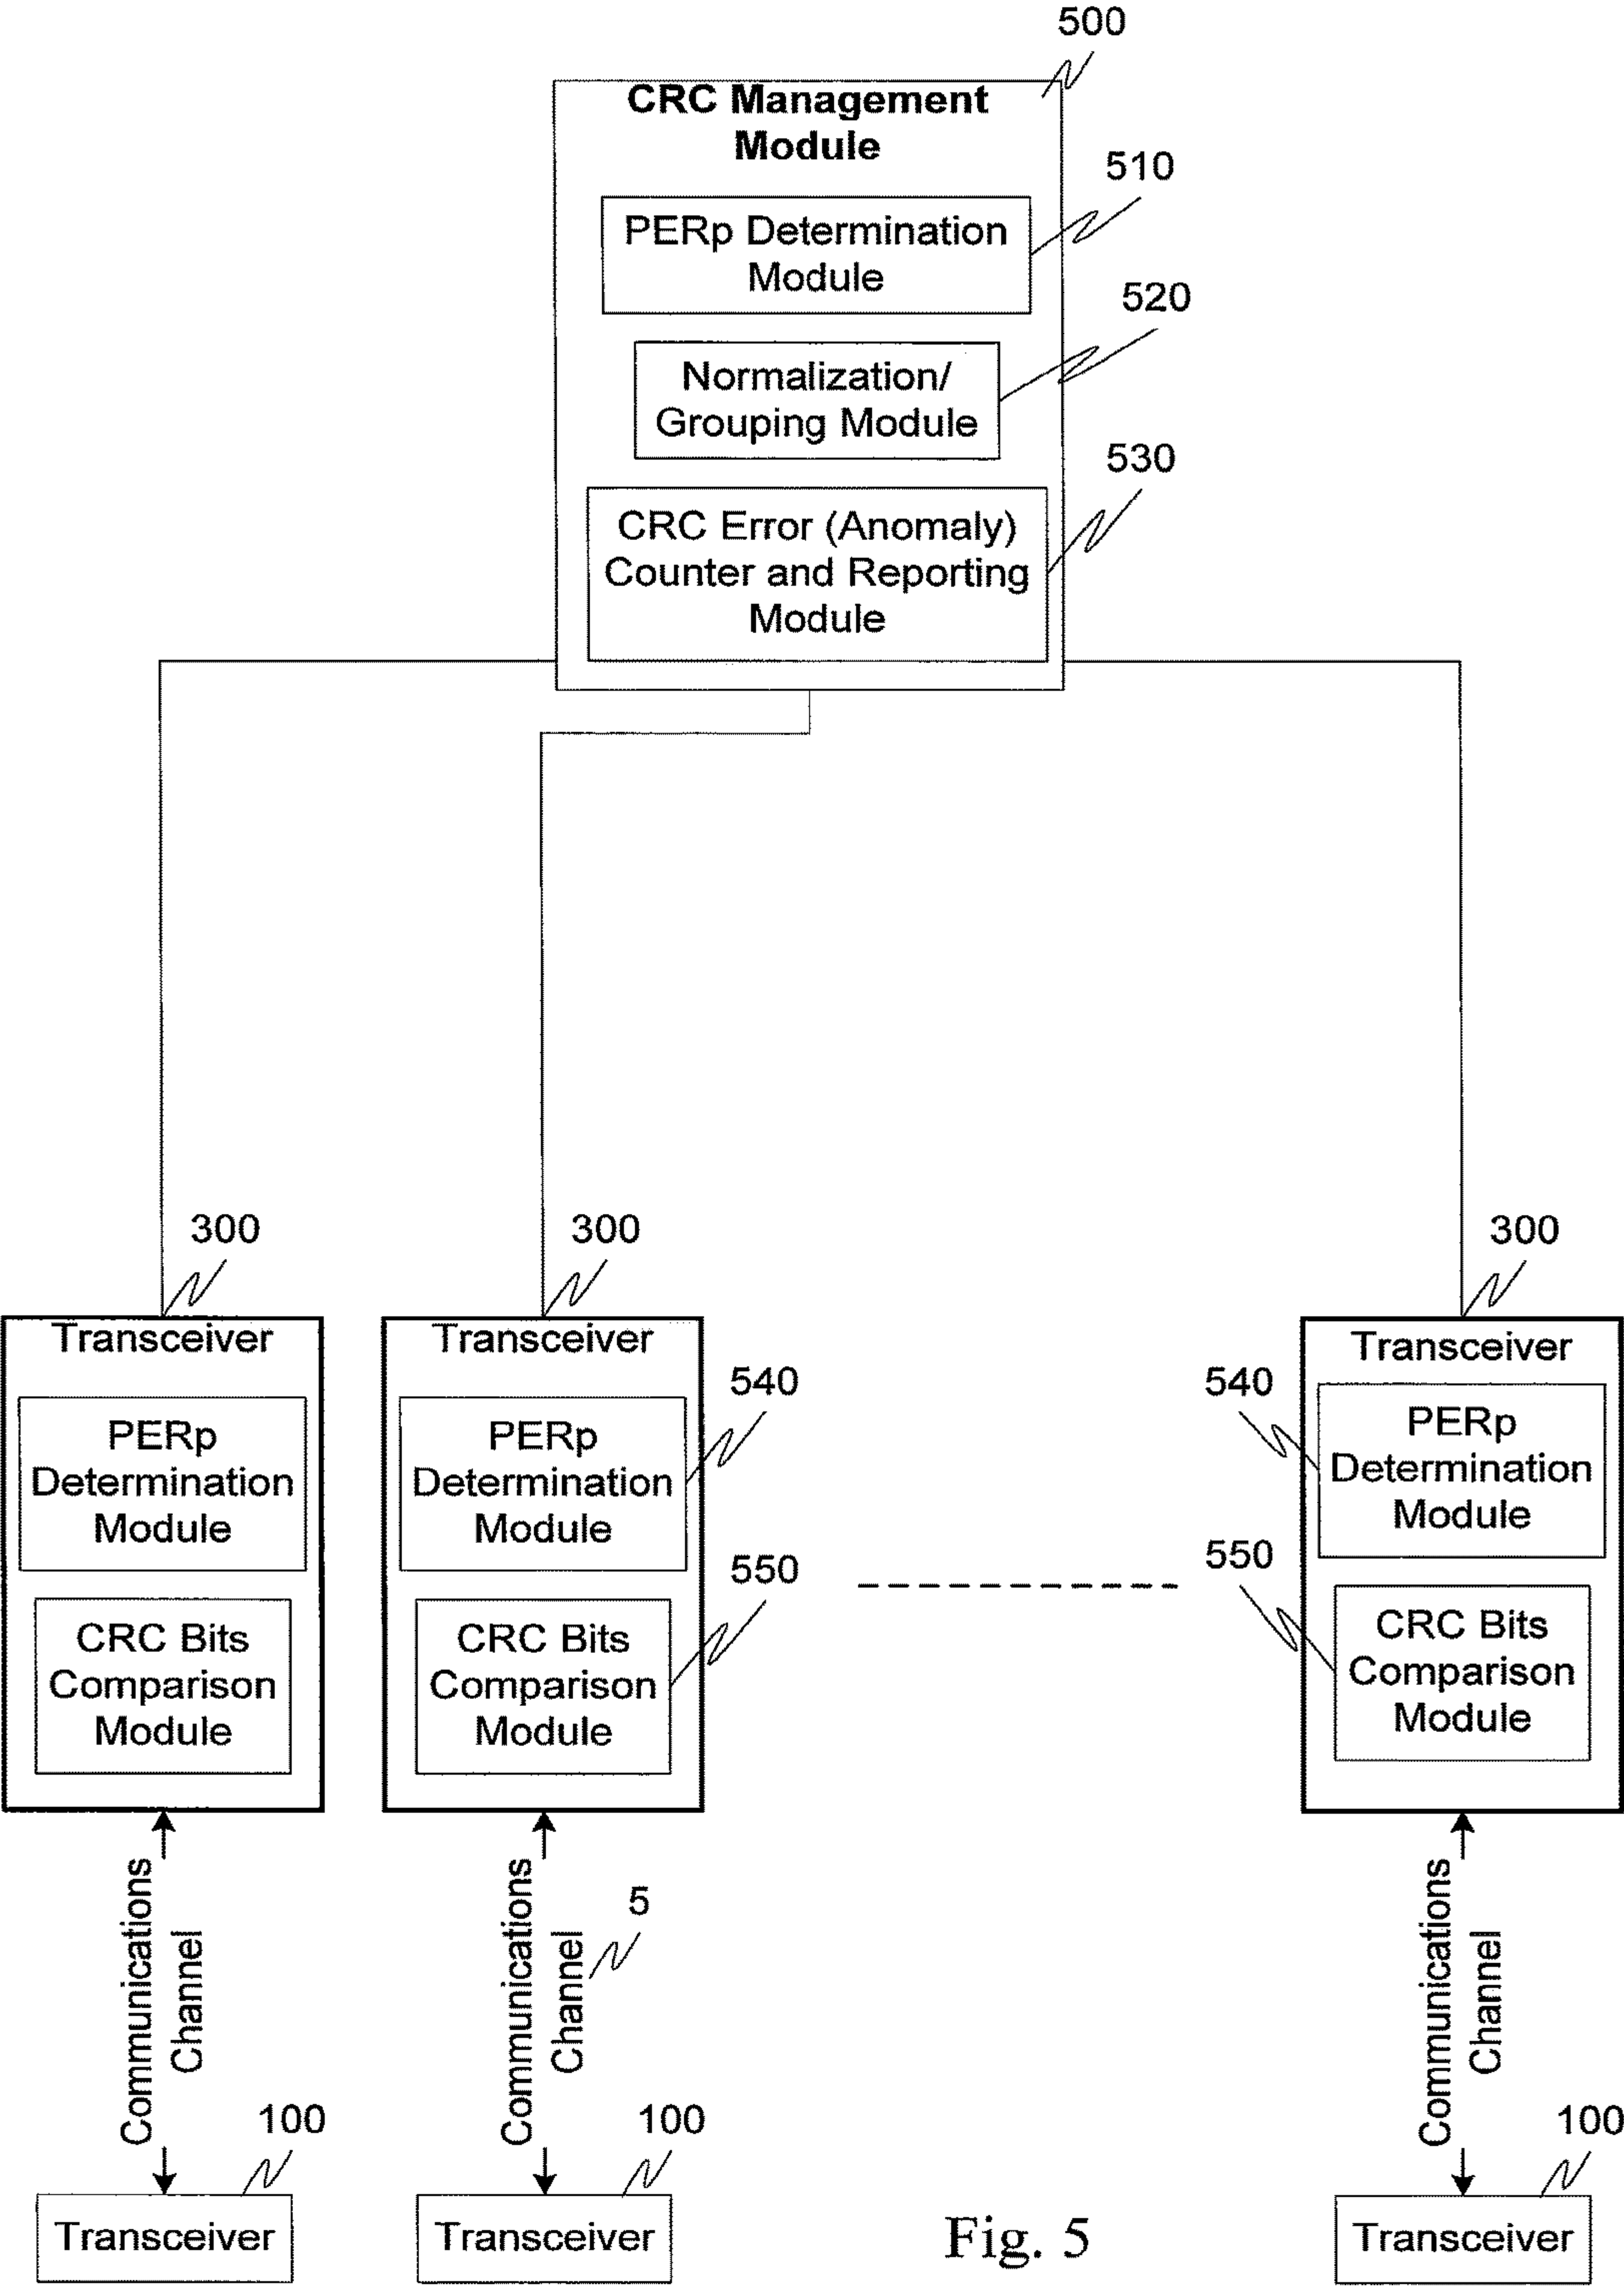 500
CRC Management
Module
510
PERp Determination
Module
520
Normalization/
Grouping Module
530
CRC Error (Anomaly)
Counter and Reporting
Module
300
300
300
Transceiver
PERp
Determination
Module
CRC Bits
Comparison
Module
Transceiver
540
PERp
Determination
Module
550
CRC Bits
Comparison
Module
Transceiver
540
PERp
Determination
Module
550
CRC Bits
Comparison
Module
Communications
Channel
Communications
Channel
5
Communications
Channel
100
Transceiver
100
Transceiver
100
Transceiver
Fig. 5